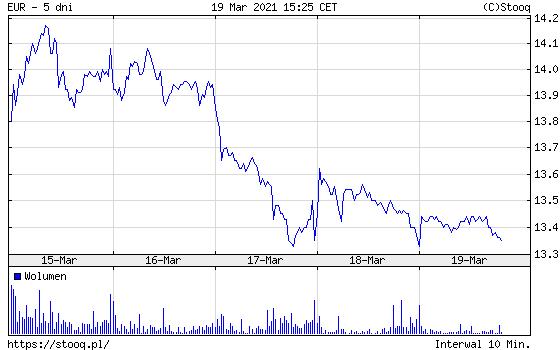 EUR - 5 dni 19 Mar 2021 15:25 CET (C)Stooq
14.2
14.1
14.0
13.9
13.8
13.7
13.6
13.5
13.4
13.3
15-Mar 16-Mar 17-Mar 18-Mar 19-Mar
Wolumen
https://stooq.pl/ Interwal 10 Min.